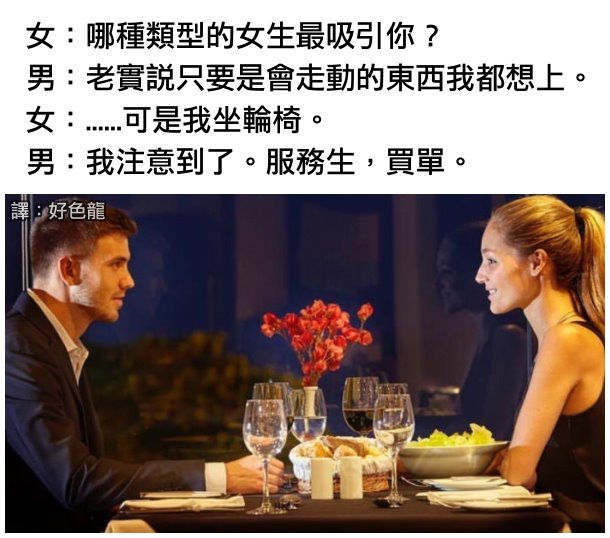 女：哪種類型的女生最吸引你？
男：老實説只要是會走動的東西我都想上。
女：......可是我坐輪椅。
男：我注意到了。服務生，買單。
譯：好色龍